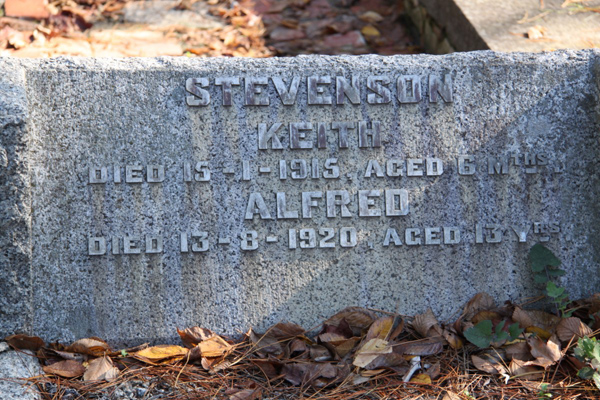 STEVENSON
KEITH
DIED 15-1-1915, AGED 6 MTHS.
ALFRED
DIED 13-8-1920, AGED 13 YRS.